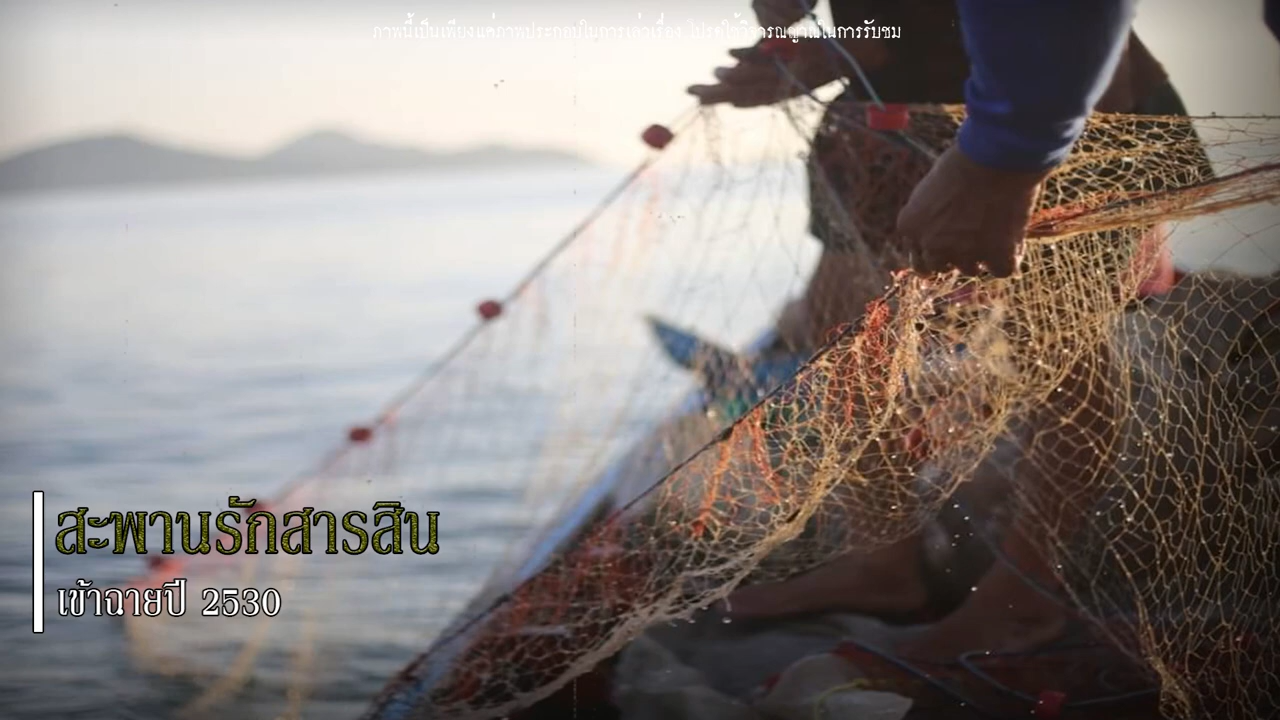 ภาพนี้เป็นเพียงแค่ภาพประกอบในการเล่าเรื่อง โปรดใช้วิจารณญาณในการรับชม
สะพานรักสารสิน
เข้าฉายปี 2530